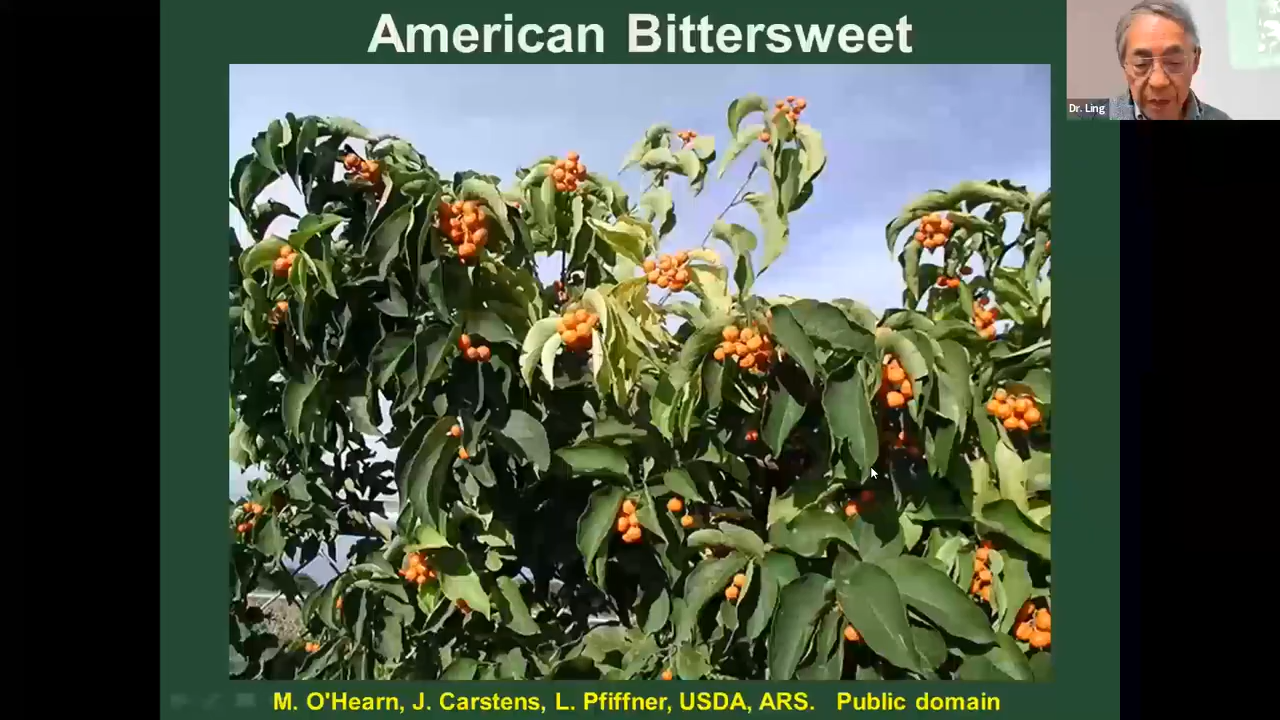 American Bittersweet
Dr. Ling
M. O'Hearn, J. Carstens, L. Pfiffner, USDA, ARS. Public domain